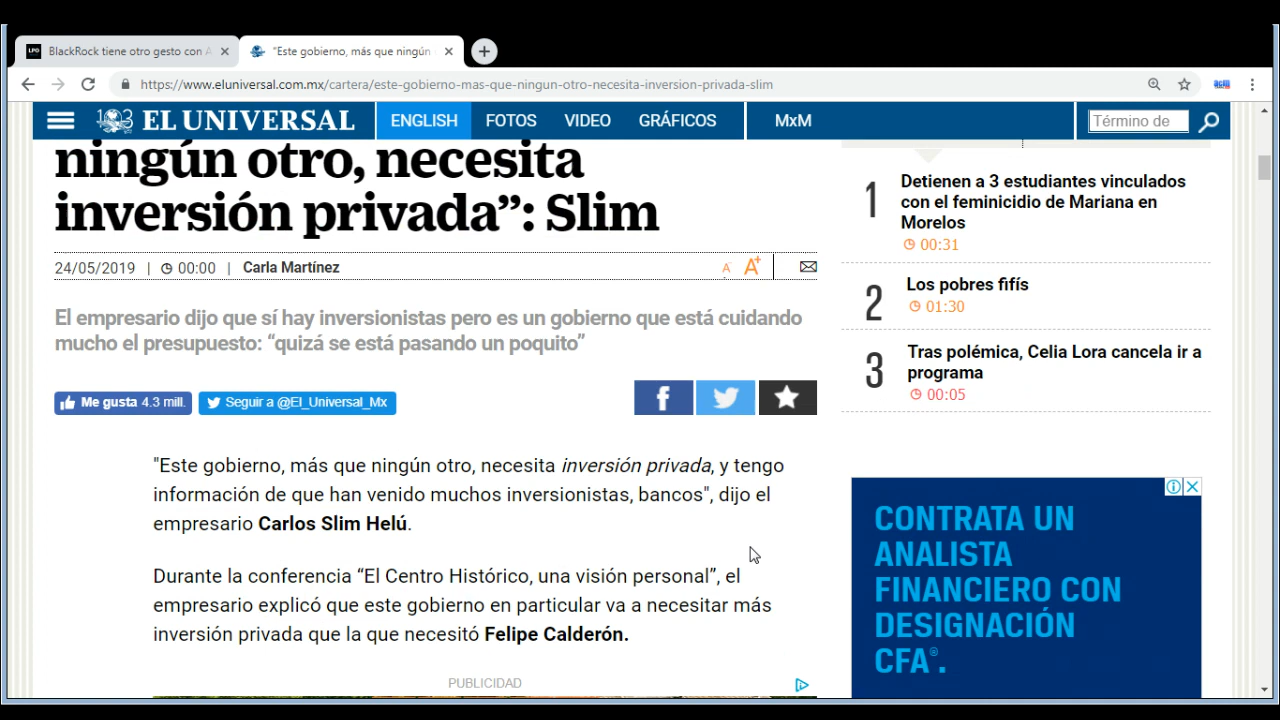 BlackRock tiene otro gesto con A
"Este gobierno, más que ningún
https://www.eluniversal.com.mx/cartera/este-gobierno-mas-que-ningun-otro-necesita-inversion-privada-slim
103 EL UNIVERSAL
ENGLISH
FOTOS
VIDEO
GRÁFICOS
MxM
Término de
ningún otro, necesita
inversión privada”: Slim
24/05/2019 | 00:00 | Carla Martínez
A- A+
El empresario dijo que sí hay inversionistas pero es un gobierno que está cuidando
mucho el presupuesto: “quizá se está pasando un poquito”
Me gusta 4.3 mill.
Seguir a @El_Universal_Mx
"Este gobierno, más que ningún otro, necesita inversión privada, y tengo
información de que han venido muchos inversionistas, bancos", dijo el
empresario Carlos Slim Helú.
Durante la conferencia “El Centro Histórico, una visión personal”, el
empresario explicó que este gobierno en particular va a necesitar más
inversión privada que la que necesitó Felipe Calderón.
PUBLICIDAD
1
Detienen a 3 estudiantes vinculados
con el feminicidio de Mariana en
Morelos
00:31
2
Los pobres fifís
01:30
3
Tras polémica, Celia Lora cancela ir a
programa
00:05
CONTRATA UN
ANALISTA
FINANCIERO CON
DESIGNACIÓN
CFA®.